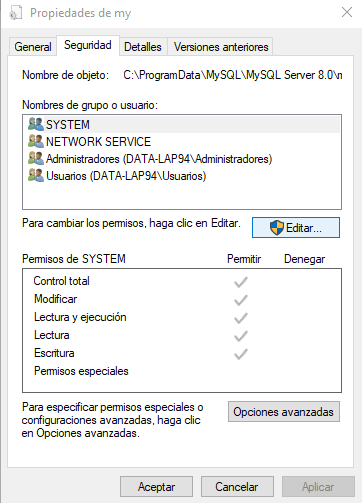 Propiedades de my
General
Seguridad
Detalles
Versiones anteriores
Nombre de objeto: C:\ProgramData\MySQL\MySQL Server 8.0\m
Nombres de grupo o usuario:
SYSTEM
NETWORK SERVICE
Administradores (DATA-LAP94\Administradores)
Usuarios (DATA-LAP94\Usuarios)
Para cambiar los permisos, haga clic en Editar.
Editar...
Permisos de SYSTEM Permitir Denegar
Control total
Modificar
Lectura y ejecución
Lectura
Escritura
Permisos especiales
Para especificar permisos especiales o
configuraciones avanzadas, haga clic
en Opciones avanzadas.
Opciones avanzadas
Aceptar
Cancelar
Aplicar